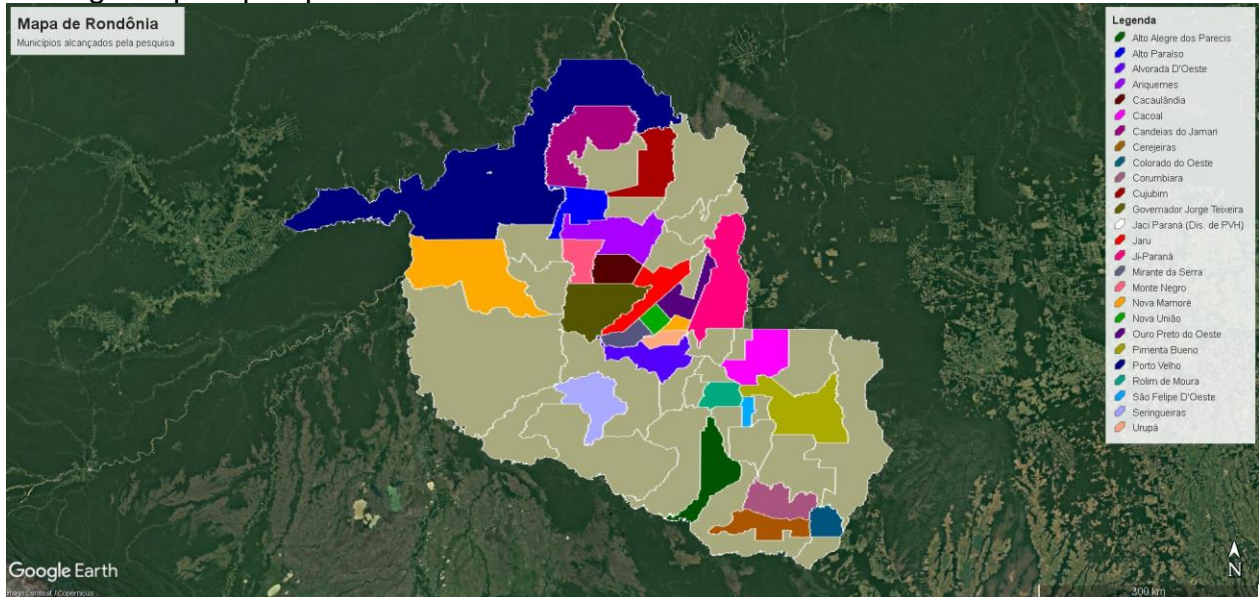 Mapa de Rondônia
Municípios alcançados pela pesquisa
Legenda
Alto Alegre dos Parecis
Alto Paraíso
Alvorada D'Oeste
Ariquemes
Cacaulândia
Cacoal
Candeias do Jamari
Cerejeiras
Colorado do Oeste
Corumbiara
Cujubim
Governador Jorge Teixeira
Jaci Paraná (Dis. de PVH)
Jaru
Ji-Paraná
Mirante da Serra
Monte Negro
Nova Mamoré
Nova União
Ouro Preto do Oeste
Pimenta Bueno
Porto Velho
Rolim de Moura
São Felipe D'Oeste
Seringueiras
Urupá
Google Earth
Image Landsat / Copernicus
N
300 km